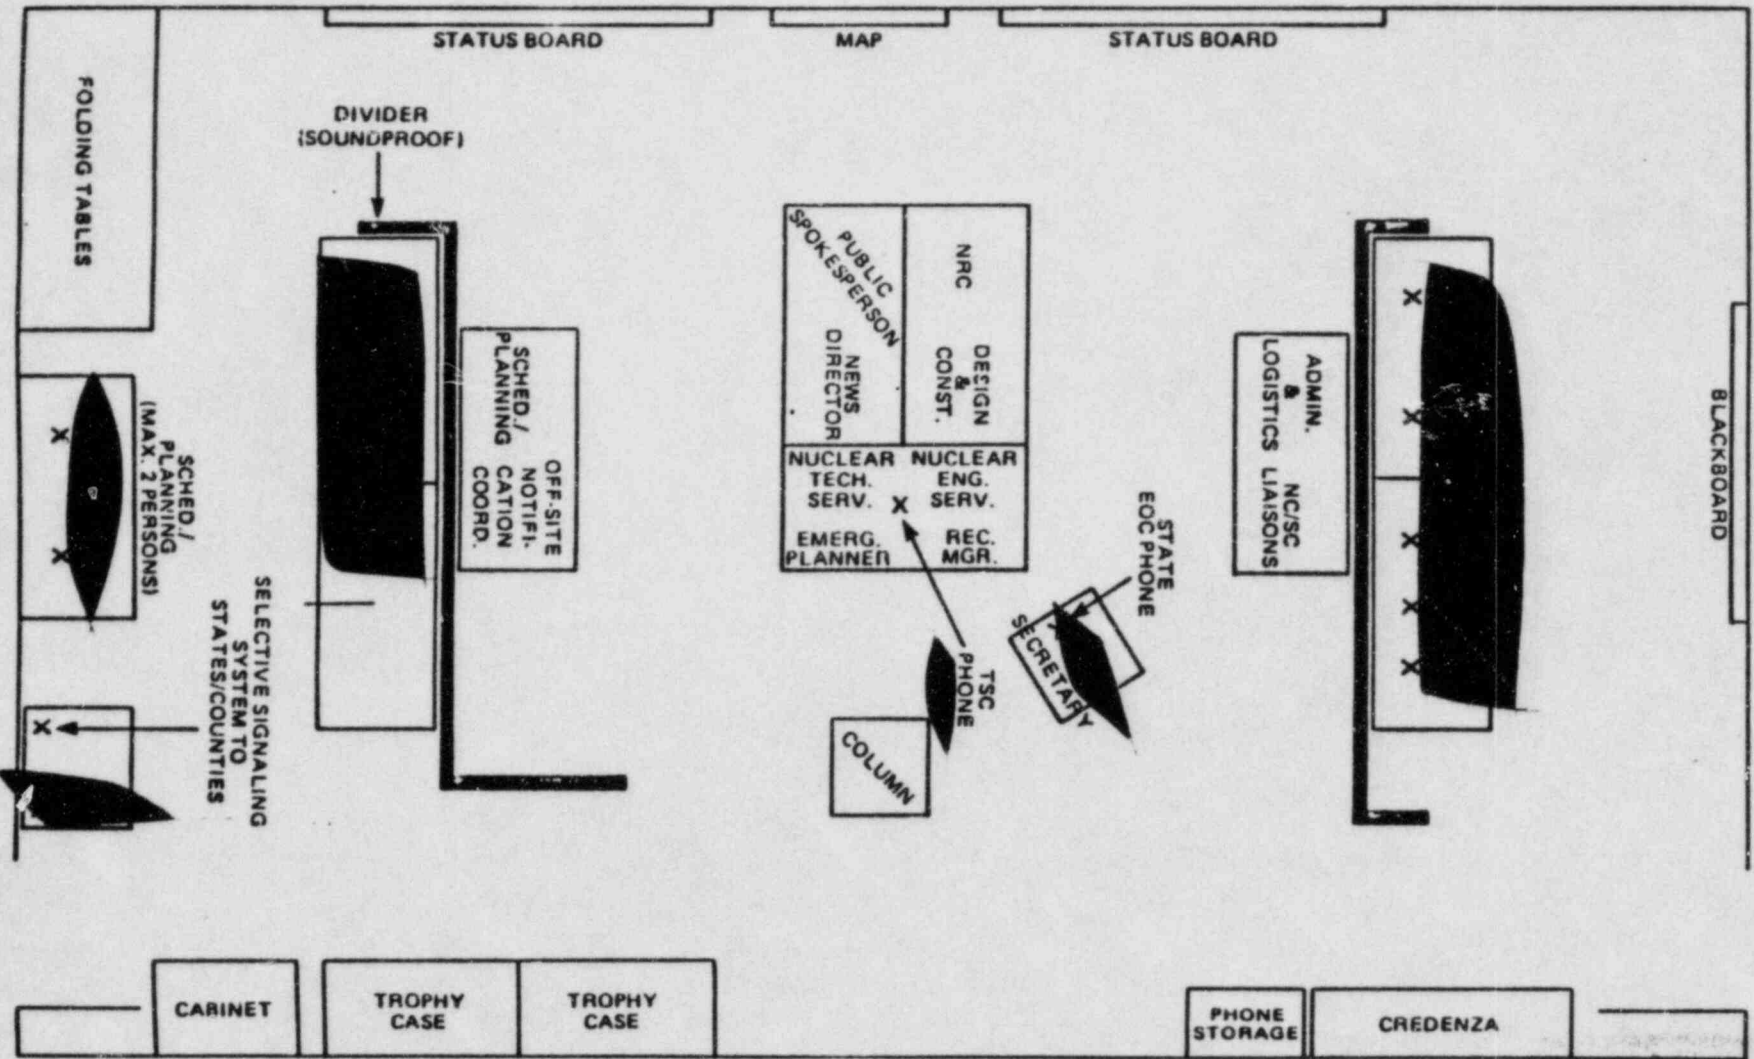 STATUS BOARD
MAP
STATUS BOARD
FOLDING TABLES
DIVIDER
(SOUNDPROOF)
PUBLIC
SPOKESPERSON
NRC
NEWS
DIRECTOR
DESIGN
&
CONST.
NUCLEAR
TECH.
SERV.
X
NUCLEAR
ENG.
SERV.
EMERG.
PLANNER
REC.
MGR.
SCHED./
PLANNING
OFF-SITE
NOTIFI-
CATION
COORD.
ADMIN.
&
LOGISTICS
NC/SC
LIAISONS
X
X
X
X
X
BLACKBOARD
SCHED./
PLANNING
(MAX. 2 PERSONS)
X
X
SELECTIVE SIGNALING
SYSTEM TO
STATES/COUNTIES
X
STATE
EOC PHONE
SECRETARY
TSC
PHONE
COLUMN
CABINET
TROPHY
CASE
TROPHY
CASE
PHONE
STORAGE
CREDENZA